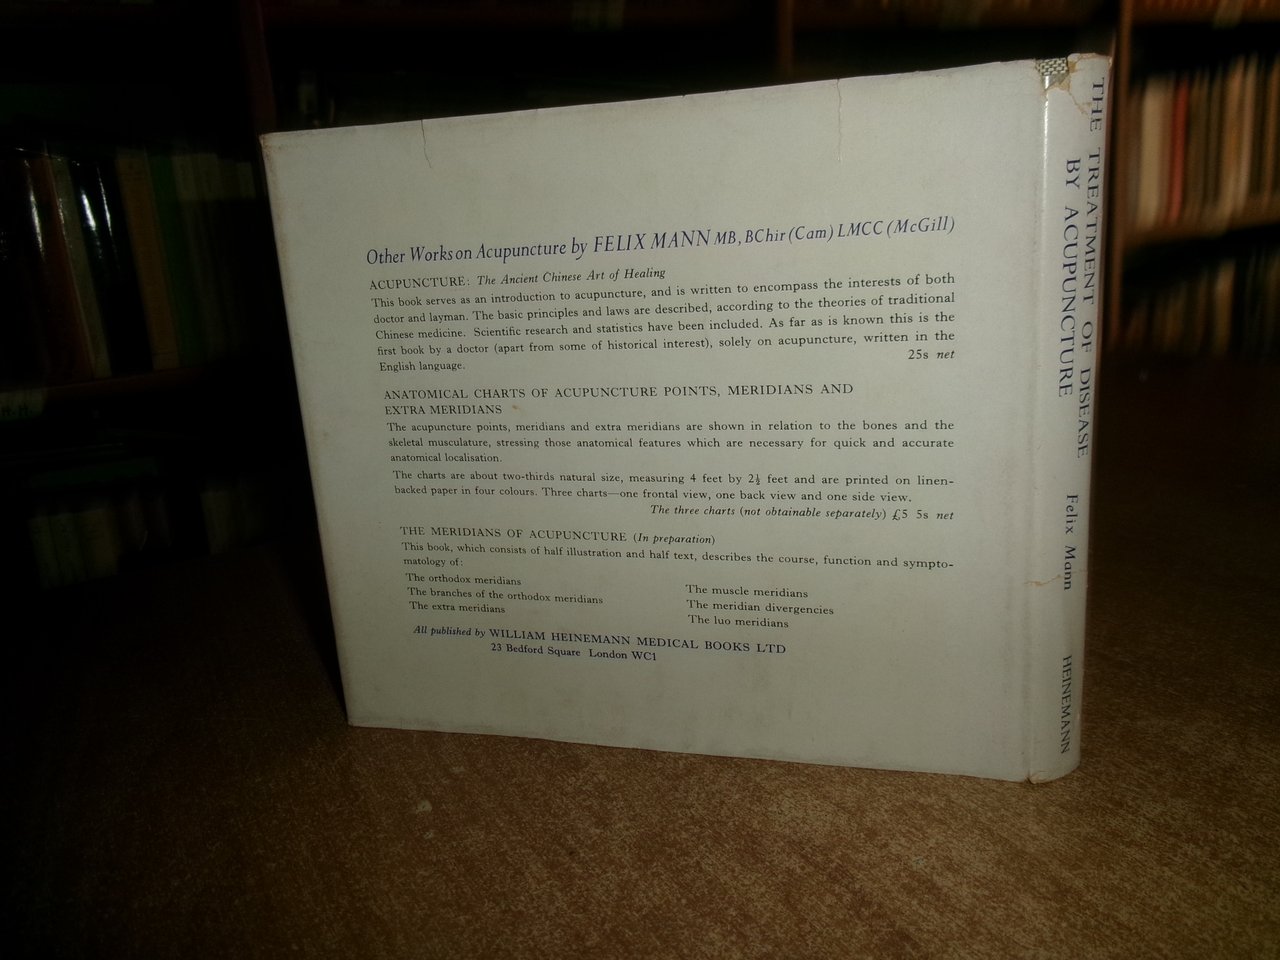 Other Works on Acupuncture by FELIX MANN MB, BChir (Cam) LMCC (McGill)
ACUPUNCTURE: The Ancient Chinese Art of Healing
This book serves as an introduction to acupuncture, and is written to encompass the interests of both
doctor and layman. The basic principles and laws are described, according to the theories of traditional
Chinese medicine. Scientific research and statistics have been included. As far as is known this is the
first book by a doctor (apart from some of historical interest), solely on acupuncture, written in the
English language.
25s net
ANATOMICAL CHARTS OF ACUPUNCTURE POINTS, MERIDIANS AND
EXTRA MERIDIANS
The acupuncture points, meridians and extra meridians are shown in relation to the bones and the
skeletal musculature, stressing those anatomical features which are necessary for quick and accurate
anatomical localisation.
The charts are about two-thirds natural size, measuring 4 feet by 2½ feet and are printed on linen-
backed paper in four colours. Three charts—one frontal view, one back view and one side view.
The three charts (not obtainable separately) £5 5s net
THE MERIDIANS OF ACUPUNCTURE (In preparation)
This book, which consists of half illustration and half text, describes the course, function and sympto-
matology of:
The orthodox meridians
The branches of the orthodox meridians
The extra meridians
The muscle meridians
The meridian divergencies
The luo meridians
All published by WILLIAM HEINEMANN MEDICAL BOOKS LTD
23 Bedford Square London WC1
THE TREATMENT OF DISEASE
BY ACUPUNCTURE
Felix Mann
HEINEMANN